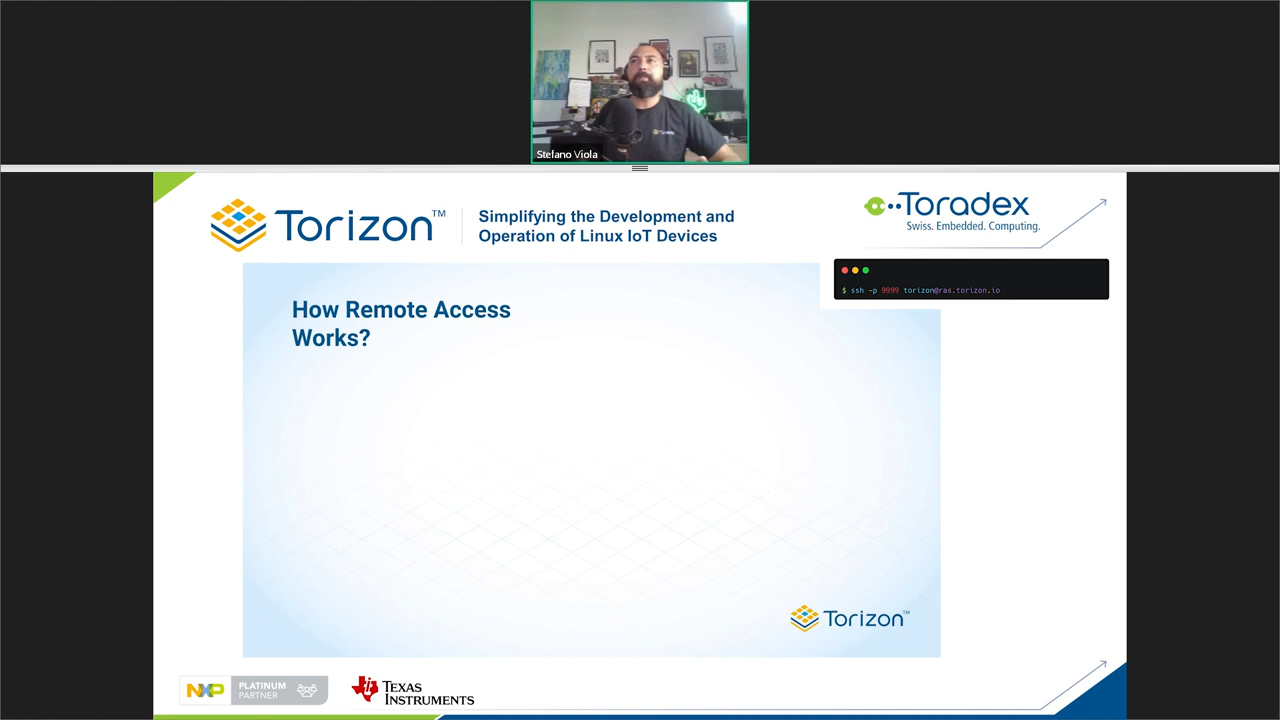 Stefano Viola
Torizon™
Simplifying the Development and
Operation of Linux IoT Devices
Toradex
Swiss. Embedded. Computing.
$ ssh -p 9999 torizon@ras.torizon.io
How Remote Access
Works?
Torizon™
NXP
PLATINUM
PARTNER
TEXAS
INSTRUMENTS